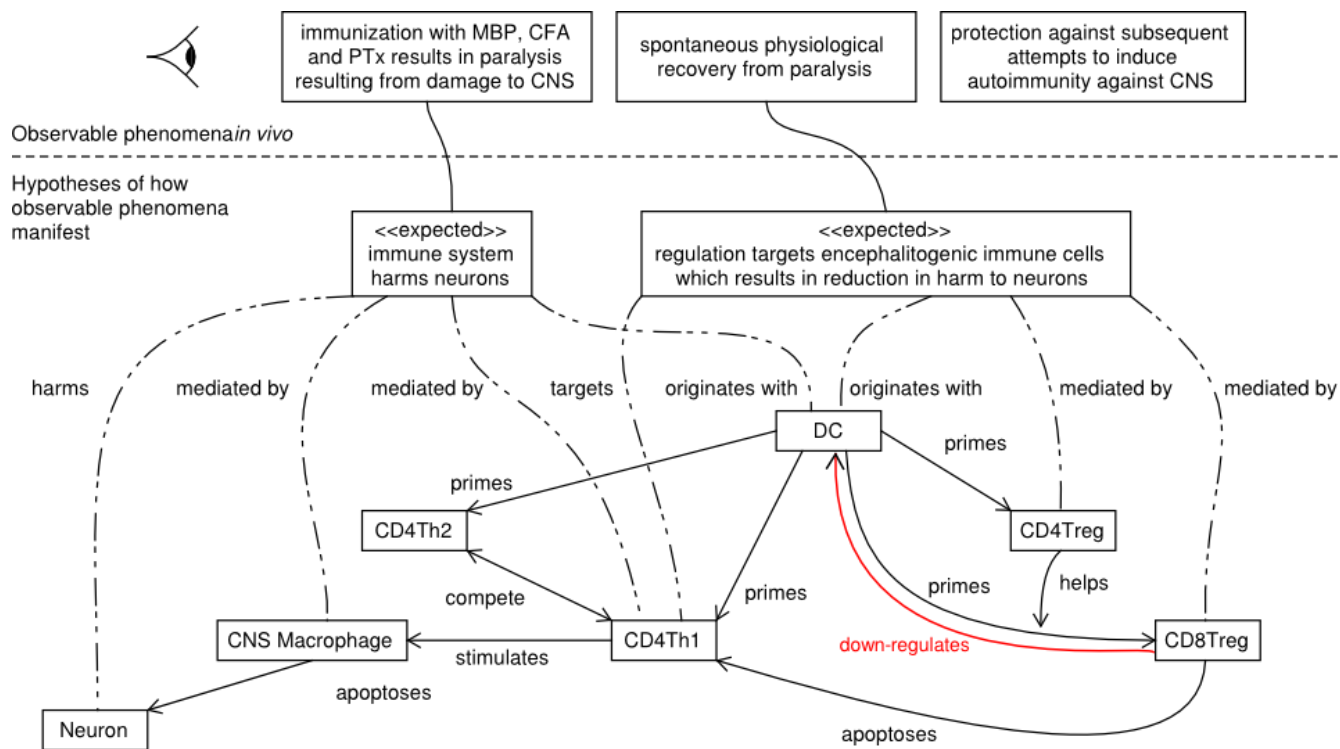 immunization with MBP, CFA
and PTx results in paralysis
resulting from damage to CNS
spontaneous physiological
recovery from paralysis
protection against subsequent
attempts to induce
autoimmunity against CNS
Observable phenomena in vivo
Hypotheses of how
observable phenomena
manifest
<<expected>>
immune system
harms neurons
<<expected>>
regulation targets encephalitogenic immune cells
which results in reduction in harm to neurons
harms
mediated by
mediated by
targets
originates with
originates with
mediated by
mediated by
DC
primes
primes
CD4Th2
CD4Treg
compete
primes
primes
helps
CNS Macrophage
stimulates
CD4Th1
down-regulates
CD8Treg
apoptoses
Neuron
apoptoses